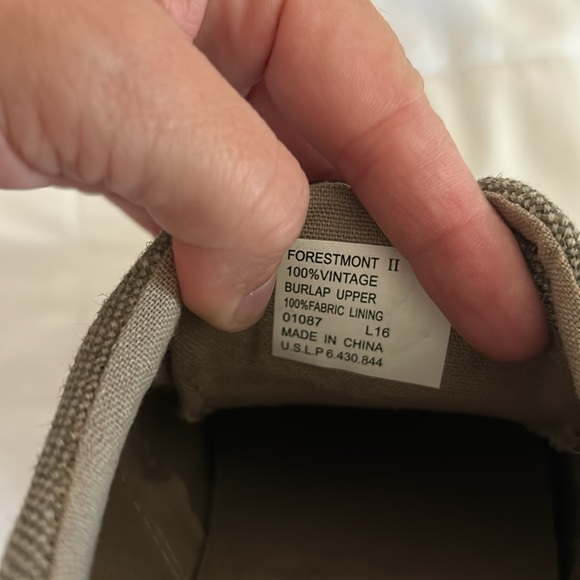 FORESTMONT II
100%VINTAGE
BURLAP UPPER
100%FABRIC LINING
01087 L16
MADE IN CHINA
U.S.L.P 6.430.844